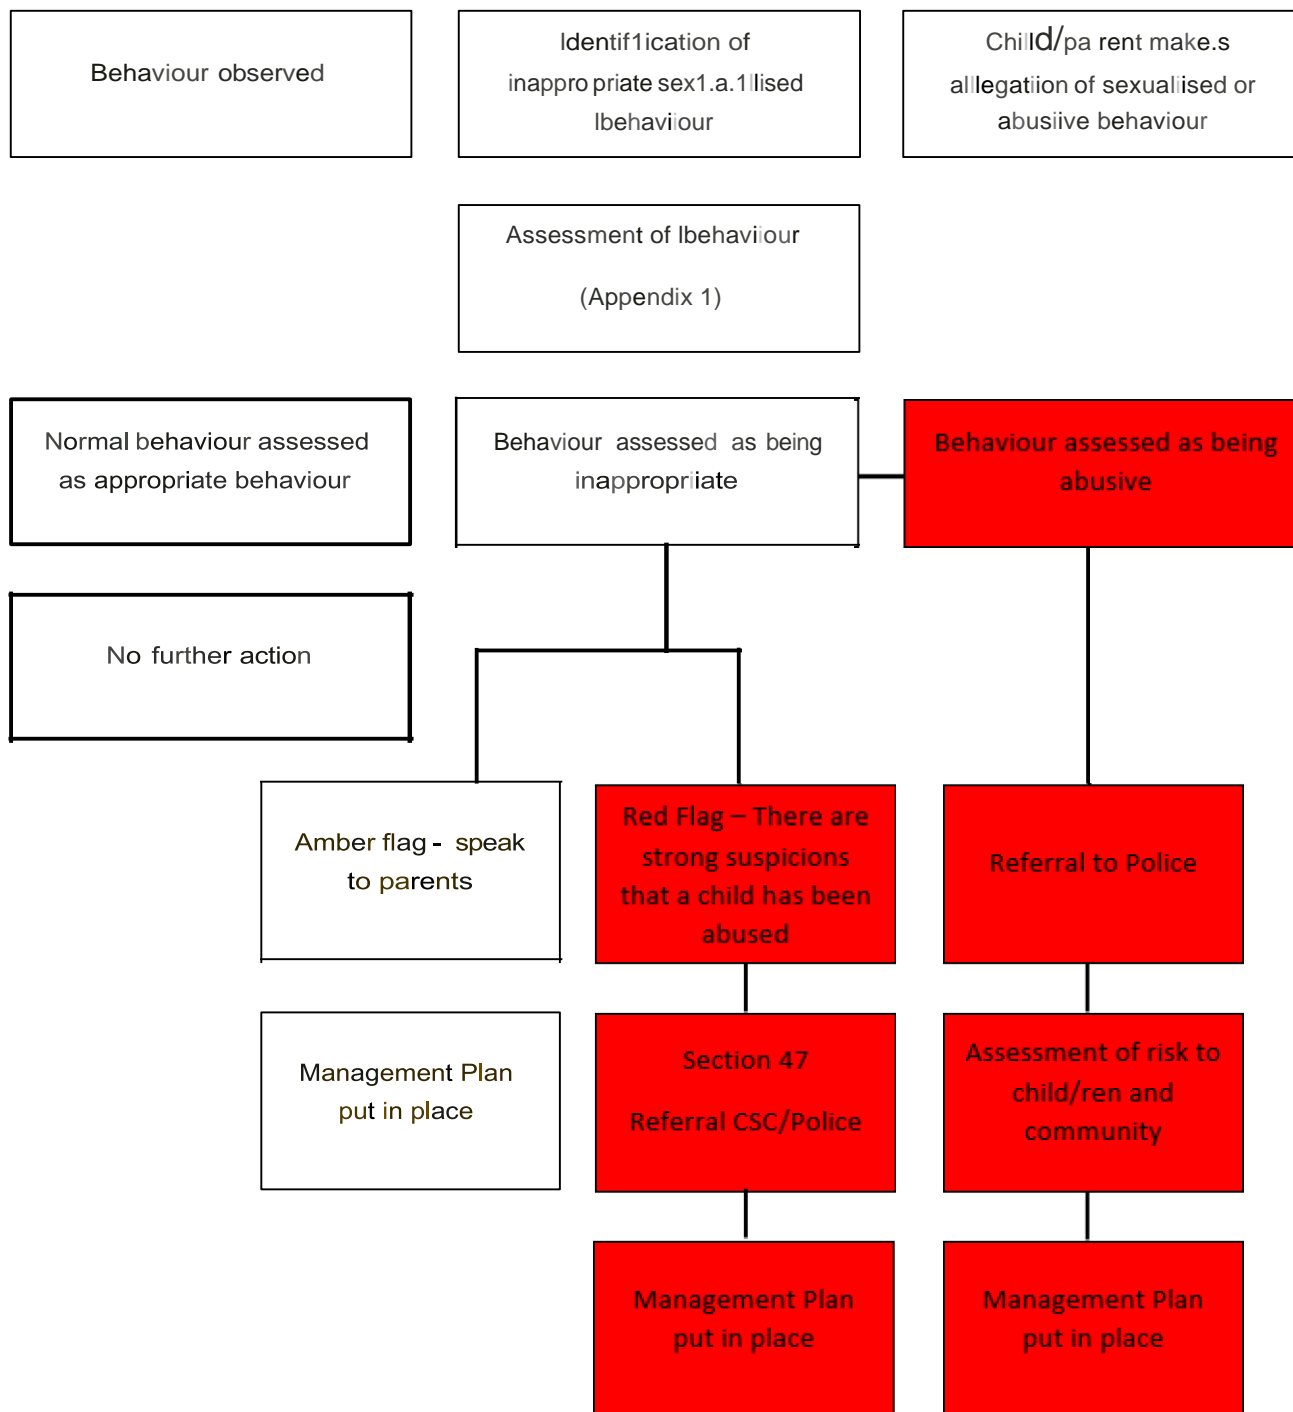 Behaviour observed
Identif1ication of
inappro priate sex1.a.1llised
lbehaviiour
Chillld/pa rent make.s
allegatiion of sexualiised or
abusiive behaviour
Assessment of lbehaviiour
(Appendix 1)
Normal behaviour assessed
as appropriate behaviour
Behaviour assessed as being
inappropriiate
Behaviour assessed as being
abusive
No further action
Amber flag - speak
to parents
Red Flag – There are
strong suspicions
that a child has been
abused
Referral to Police
Management Plan
put in place
Section 47
Referral CSC/Police
Assessment of risk to
child/ren and
community
Management Plan
put in place
Management Plan
put in place